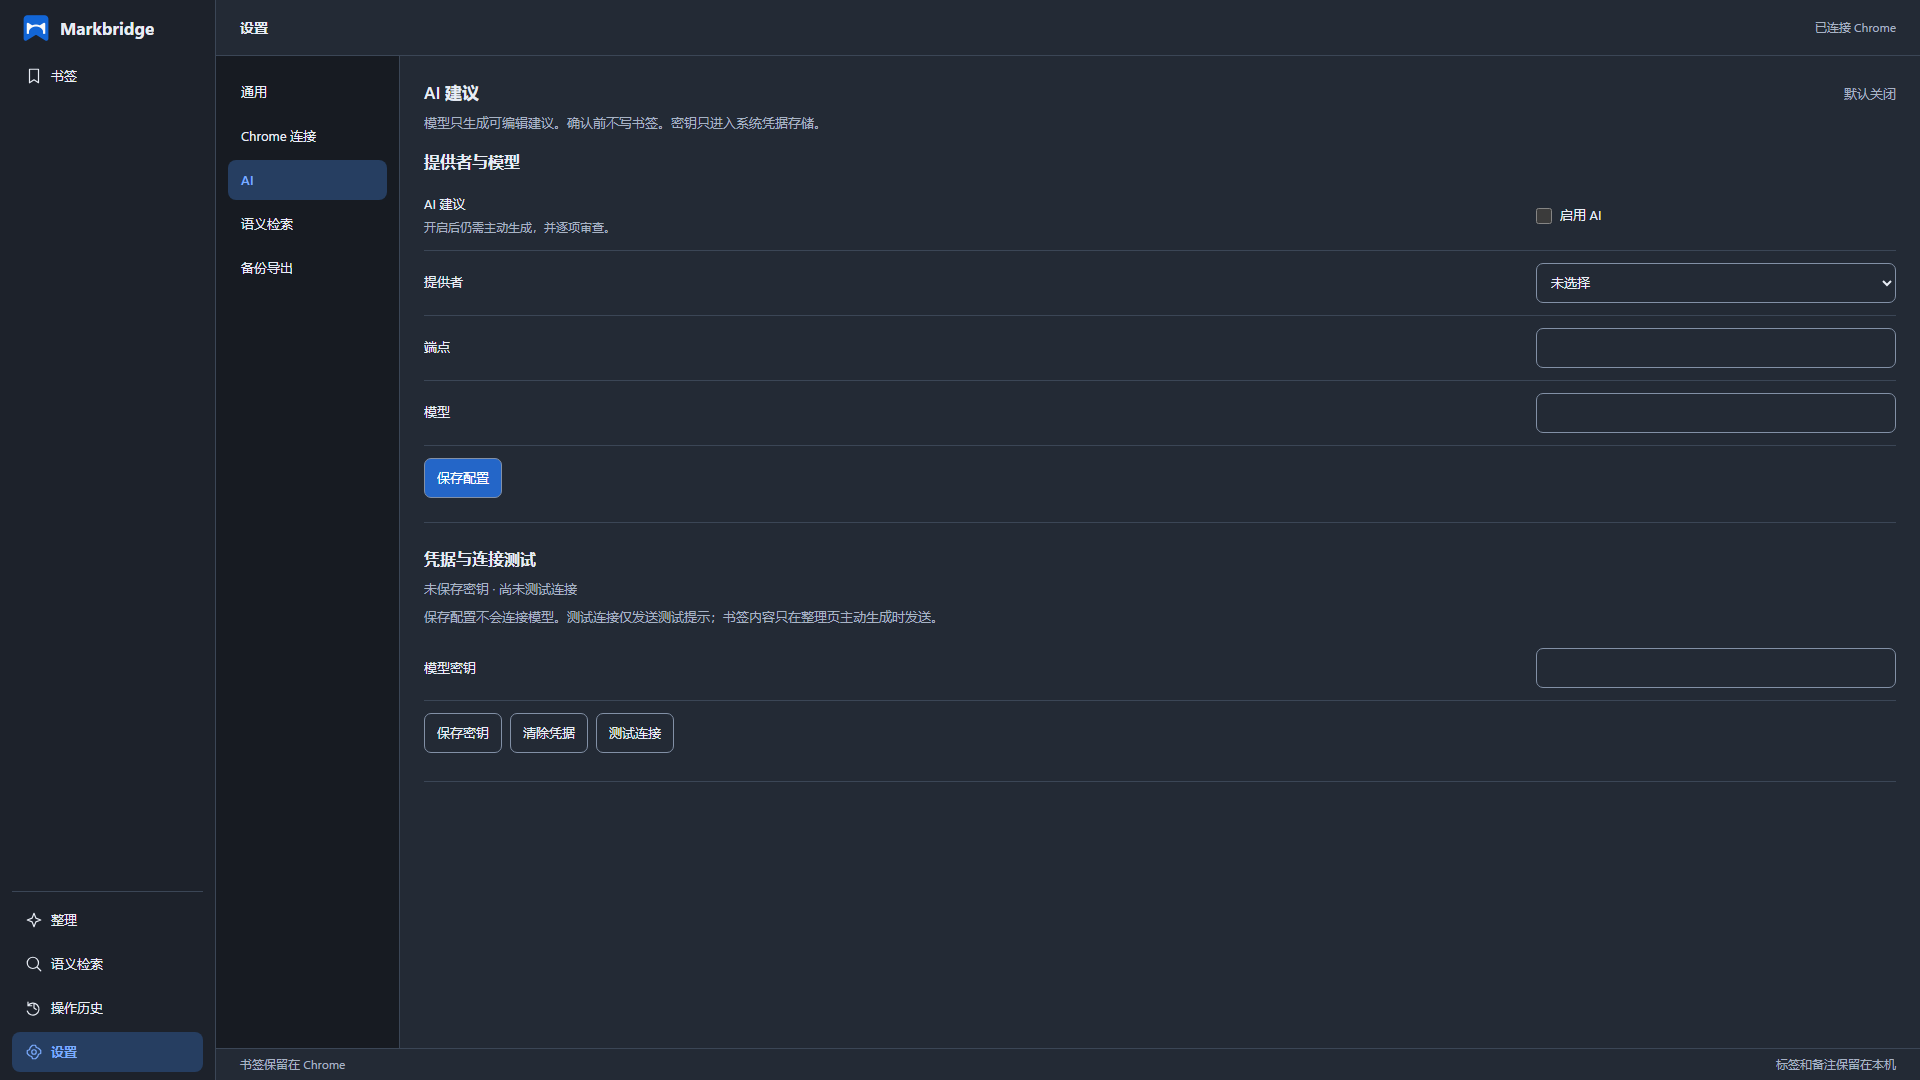 Markbridge
书签
整理
语义检索
操作历史
设置
设置
已连接 Chrome
通用
Chrome 连接
AI
语义检索
备份导出
AI 建议
默认关闭
模型只生成可编辑建议。确认前不写书签。密钥只进入系统凭据存储。
提供者与模型
AI 建议
开启后仍需主动生成，并逐项审查。
启用 AI
提供者
未选择
端点
模型
保存配置
凭据与连接测试
未保存密钥 · 尚未测试连接
保存配置不会连接模型。测试连接仅发送测试提示；书签内容只在整理页主动生成时发送。
模型密钥
保存密钥
清除凭据
测试连接
书签保留在 Chrome
标签和备注保留在本机